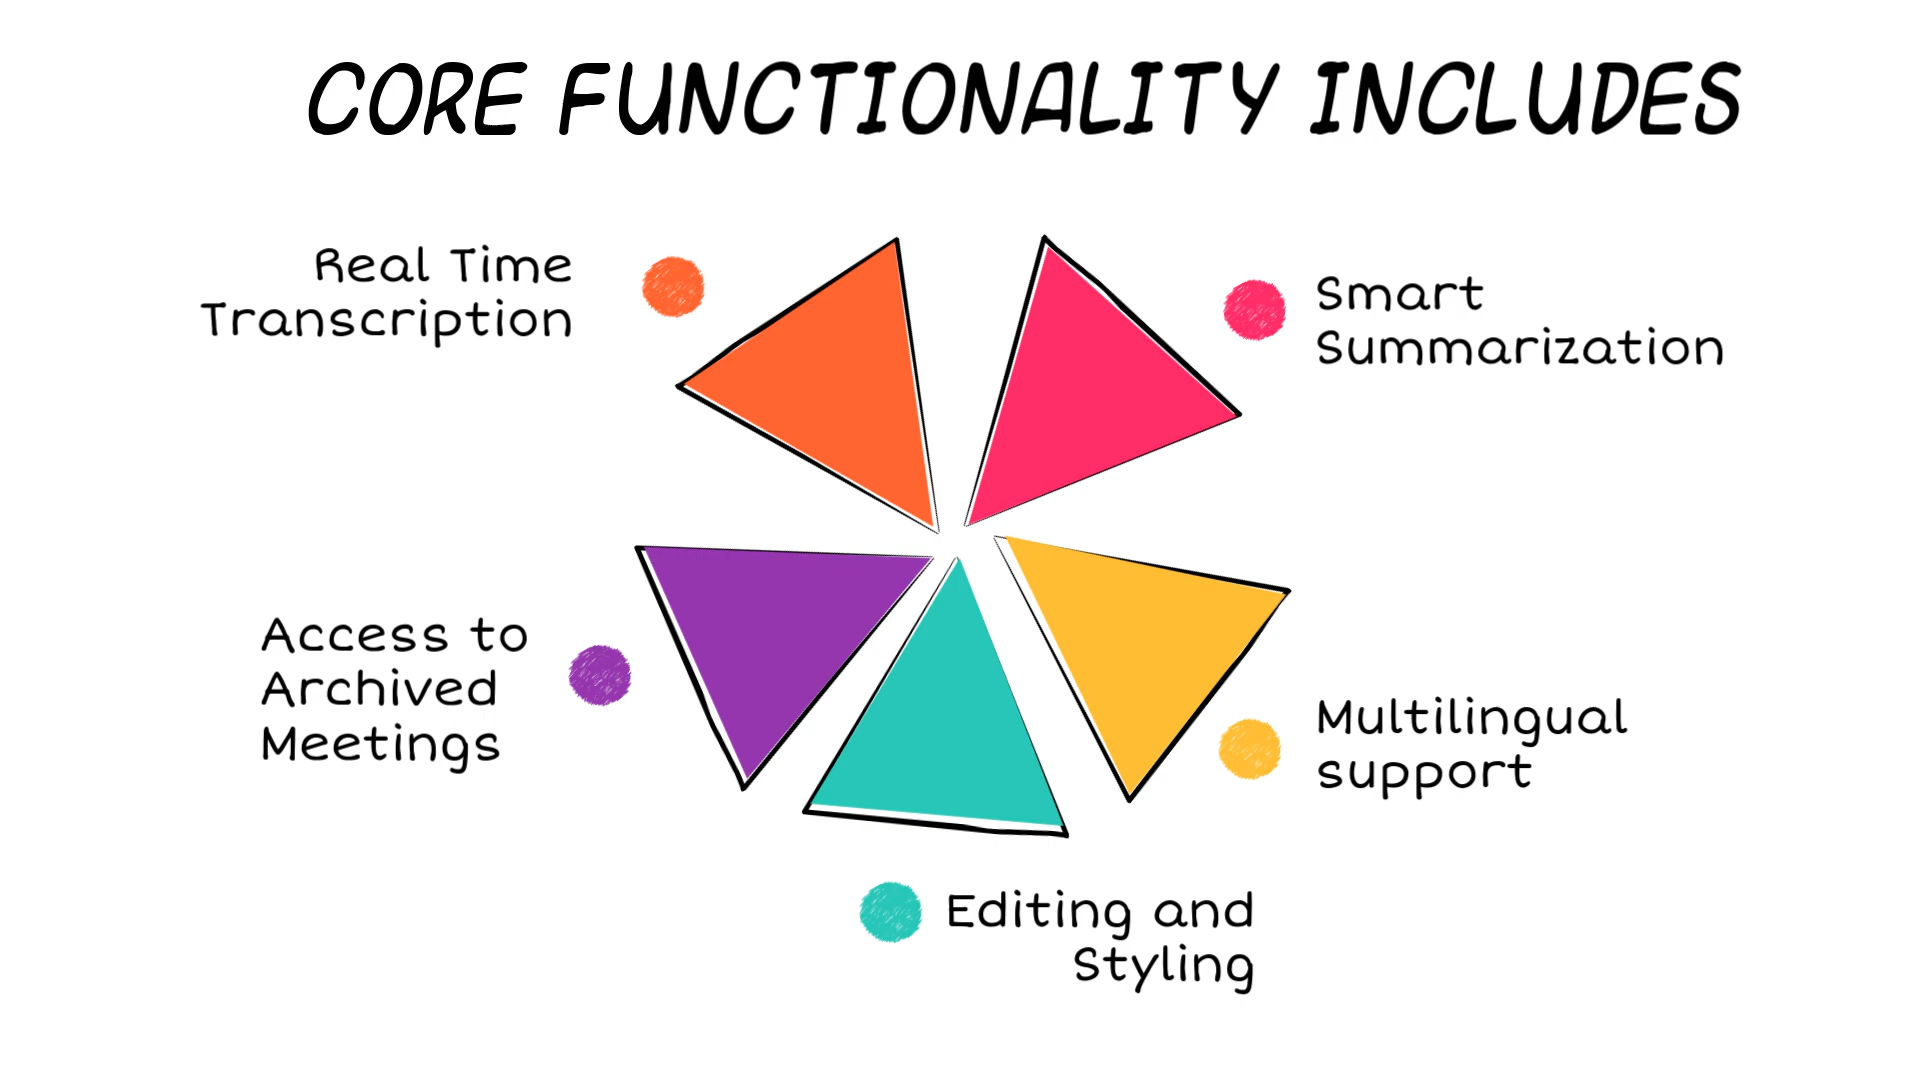 CORE FUNCTIONALITY INCLUDES
Real Time
Transcription
Smart
Summarization
Access to
Archived
Meetings
Multilingual
support
Editing and
Styling